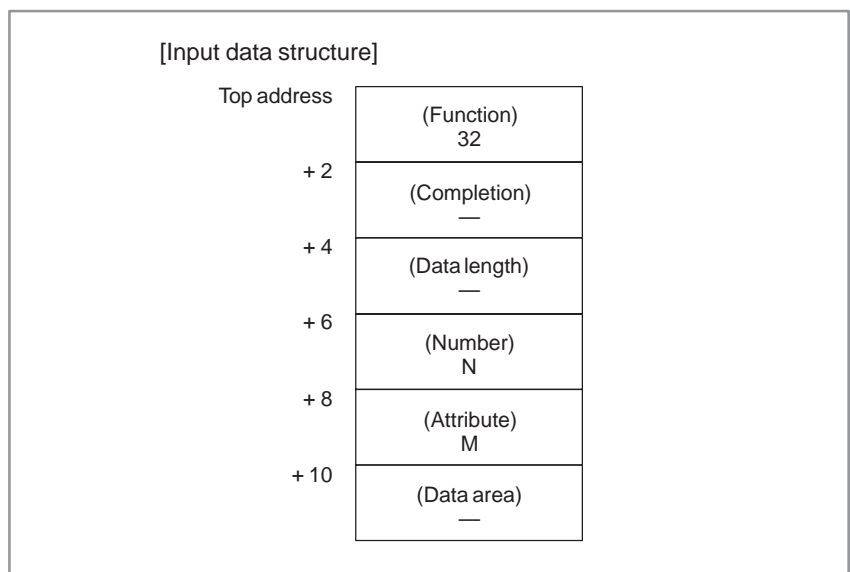 [Input data structure]
Top address
(Function)
32
+ 2
(Completion)
—
+ 4
(Data length)
—
+ 6
(Number)
N
+ 8
(Attribute)
M
+ 10
(Data area)
—